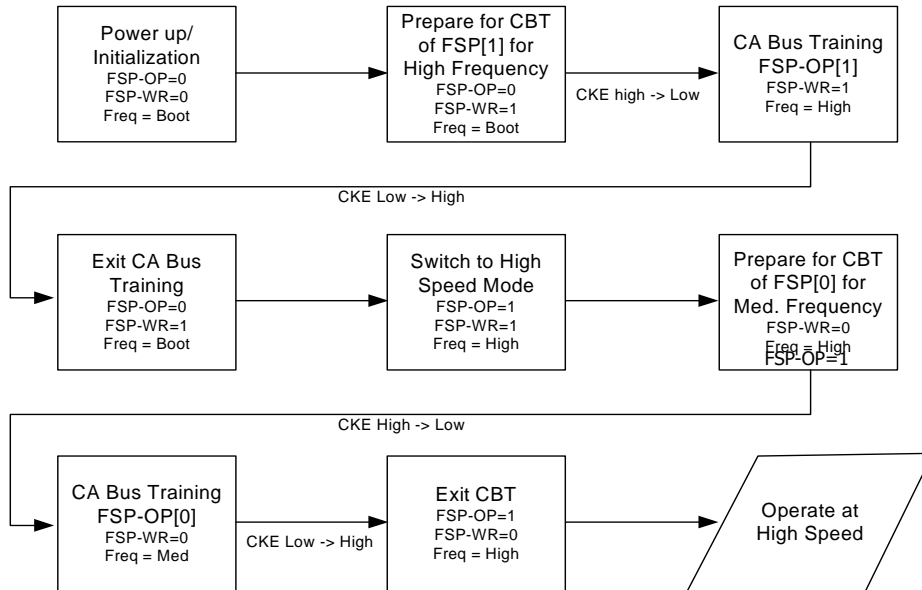 Power up/
Initialization
FSP-OP=0
FSP-WR=0
Freq = Boot
Prepare for CBT
of FSP[1] for
High Frequency
FSP-OP=0
FSP-WR=1
Freq = Boot
CKE high -> Low
CA Bus Training
FSP-OP[1]
FSP-WR=1
Freq = High
CKE Low -> High
Exit CA Bus
Training
FSP-OP=0
FSP-WR=1
Freq = Boot
Switch to High
Speed Mode
FSP-OP=1
FSP-WR=1
Freq = High
Prepare for CBT
of FSP[0] for
Med. Frequency
FSP-WR=0
Freq = High
FSP-OP=1
CKE High -> Low
CA Bus Training
FSP-OP[0]
FSP-WR=0
Freq = Med
CKE Low -> High
Exit CBT
FSP-OP=1
FSP-WR=0
Freq = High
Operate at
High Speed